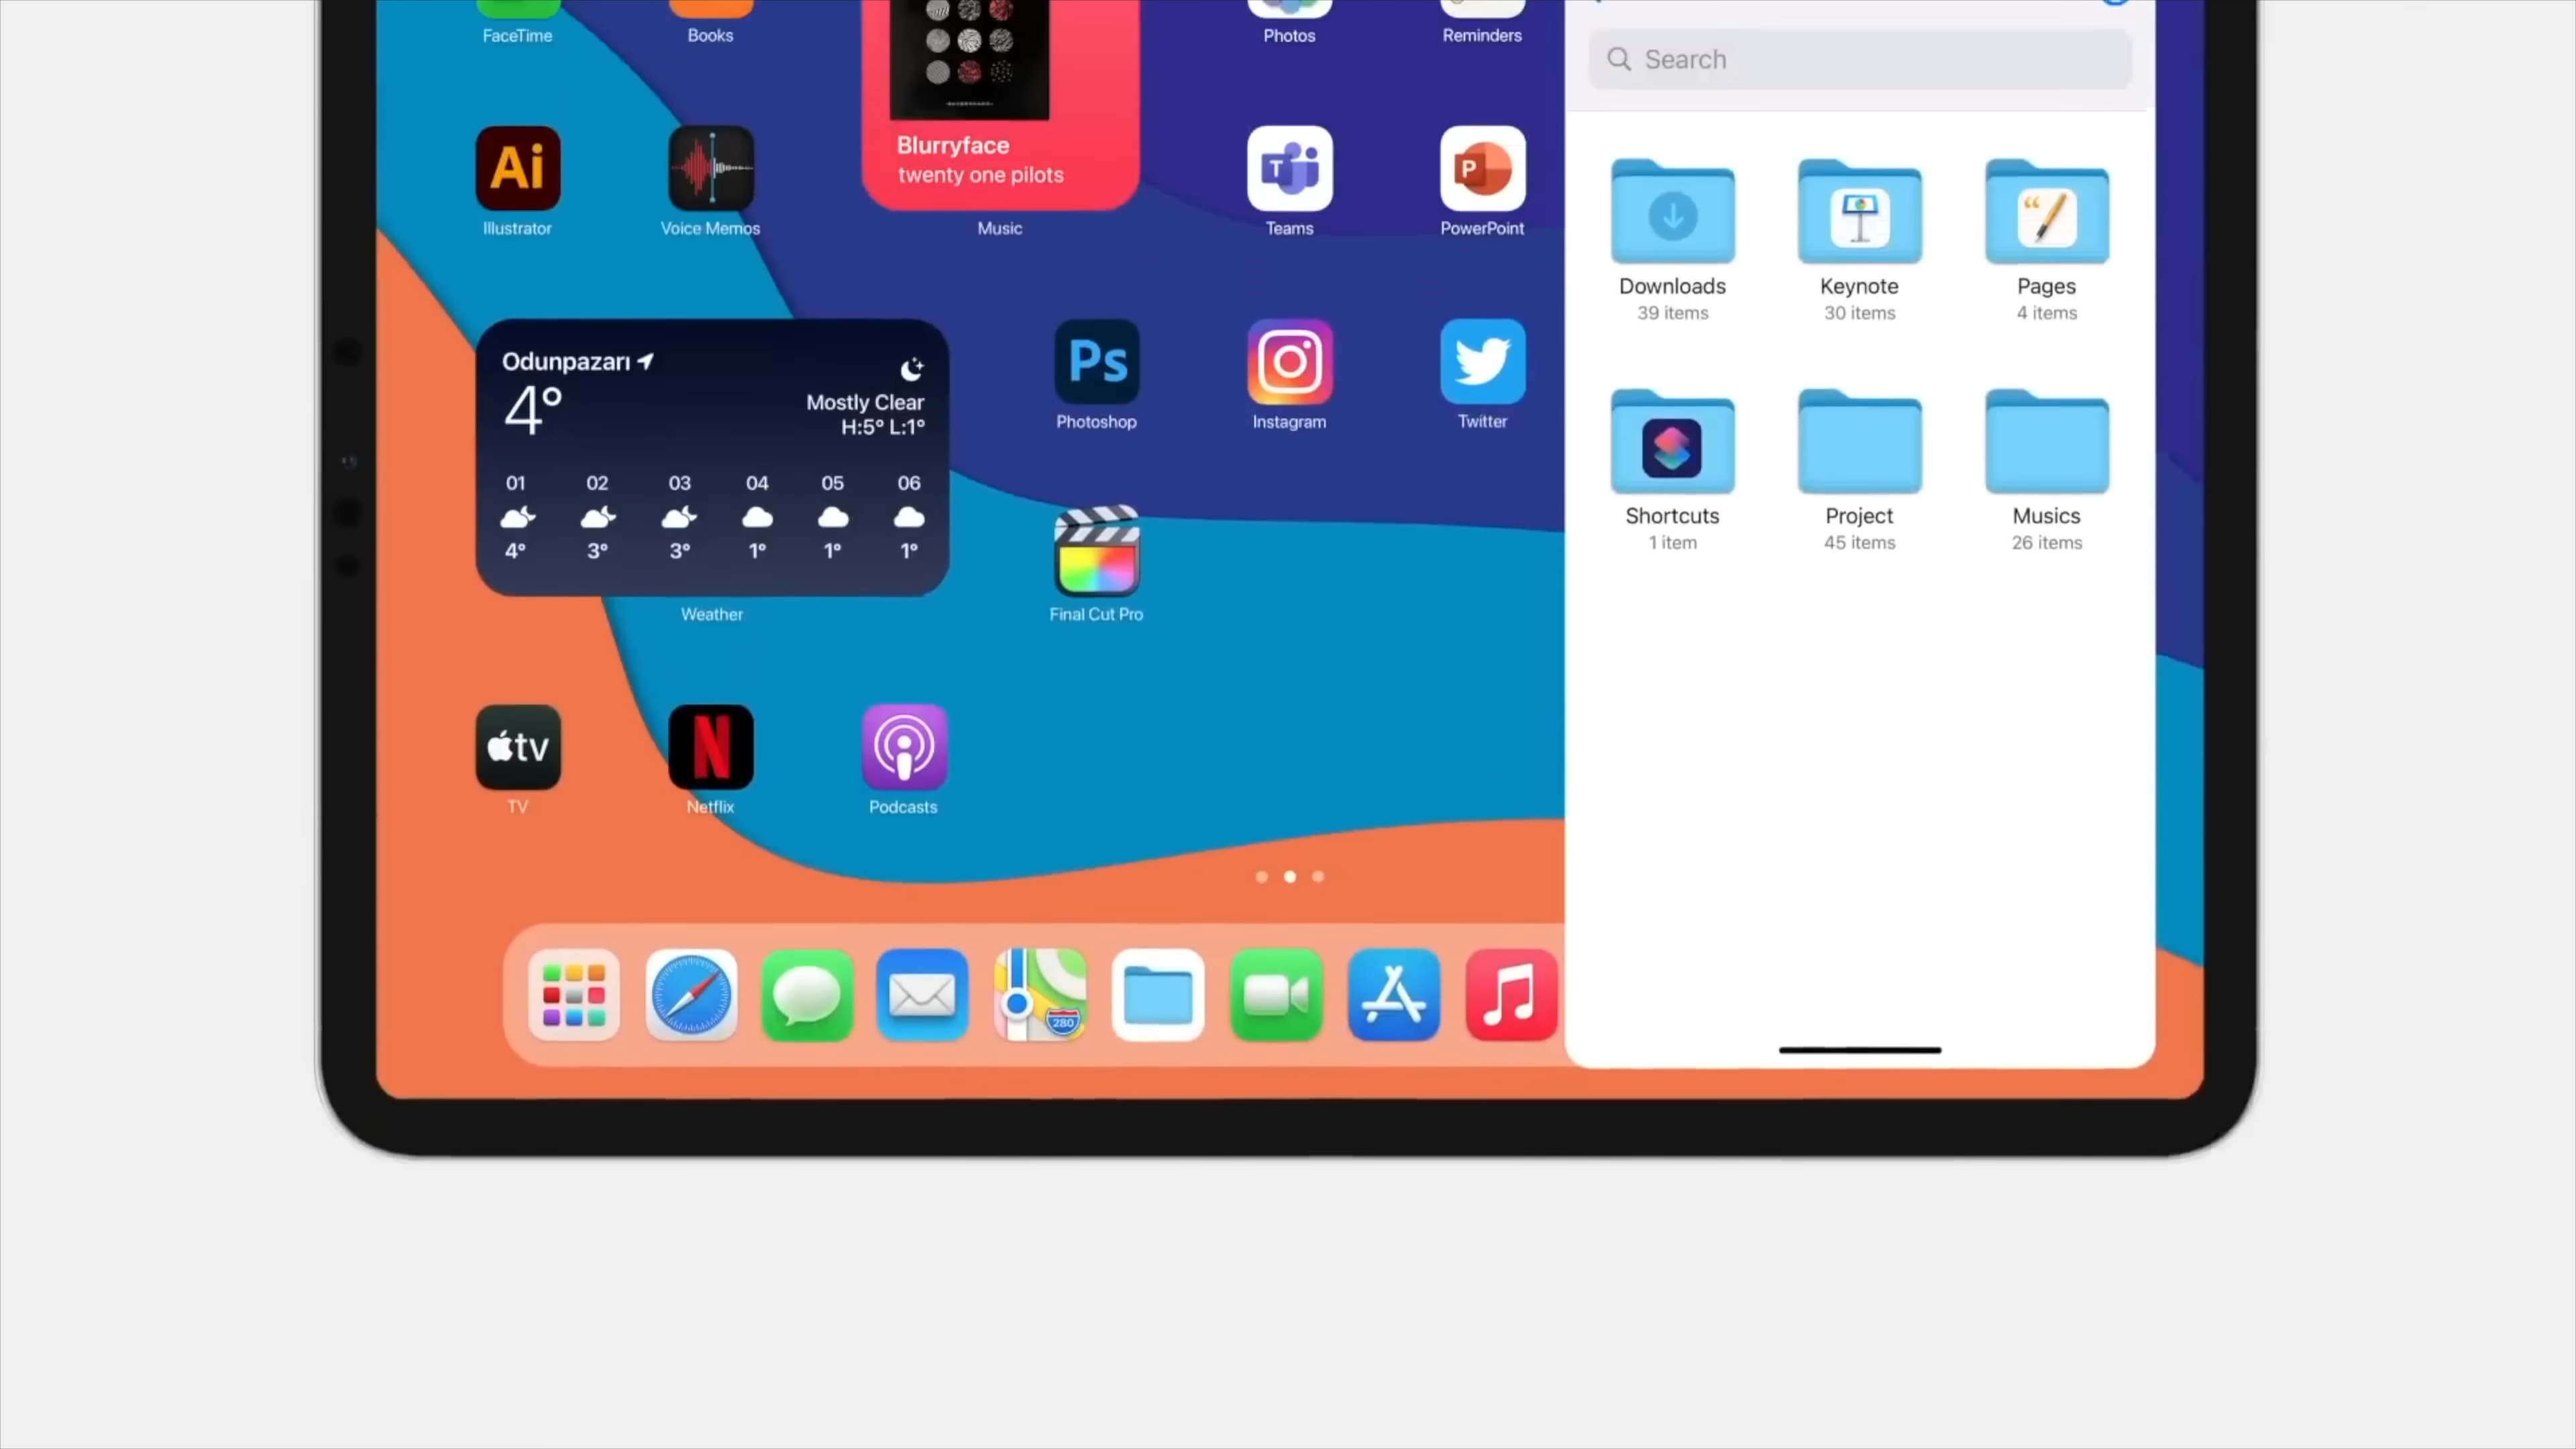 FaceTime
Books
Photos
Reminders
Search
Blurryface
twenty one pilots
Ai
T
P
Illustrator
Voice Memos
Music
Teams
PowerPoint
Downloads
Keynote
Pages
39 items
30 items
4 items
Odunpazarı
4°
Mostly Clear
H:5° L:1°
Ps
Photoshop
Instagram
Twitter
01 02 03 04 05 06
4° 3° 3° 1° 1° 1°
Weather
Final Cut Pro
Shortcuts
Project
Musics
1 item
45 items
26 items
tv
N
TV
Netflix
Podcasts
280